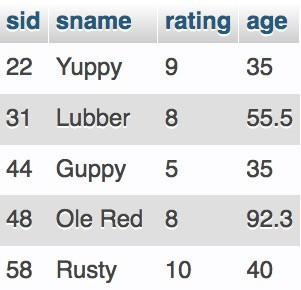 sid sname rating age
22 Yuppy 9 35
31 Lubber 8 55.5
44 Guppy 5 35
48 Ole Red 8 92.3
58 Rusty 10 40